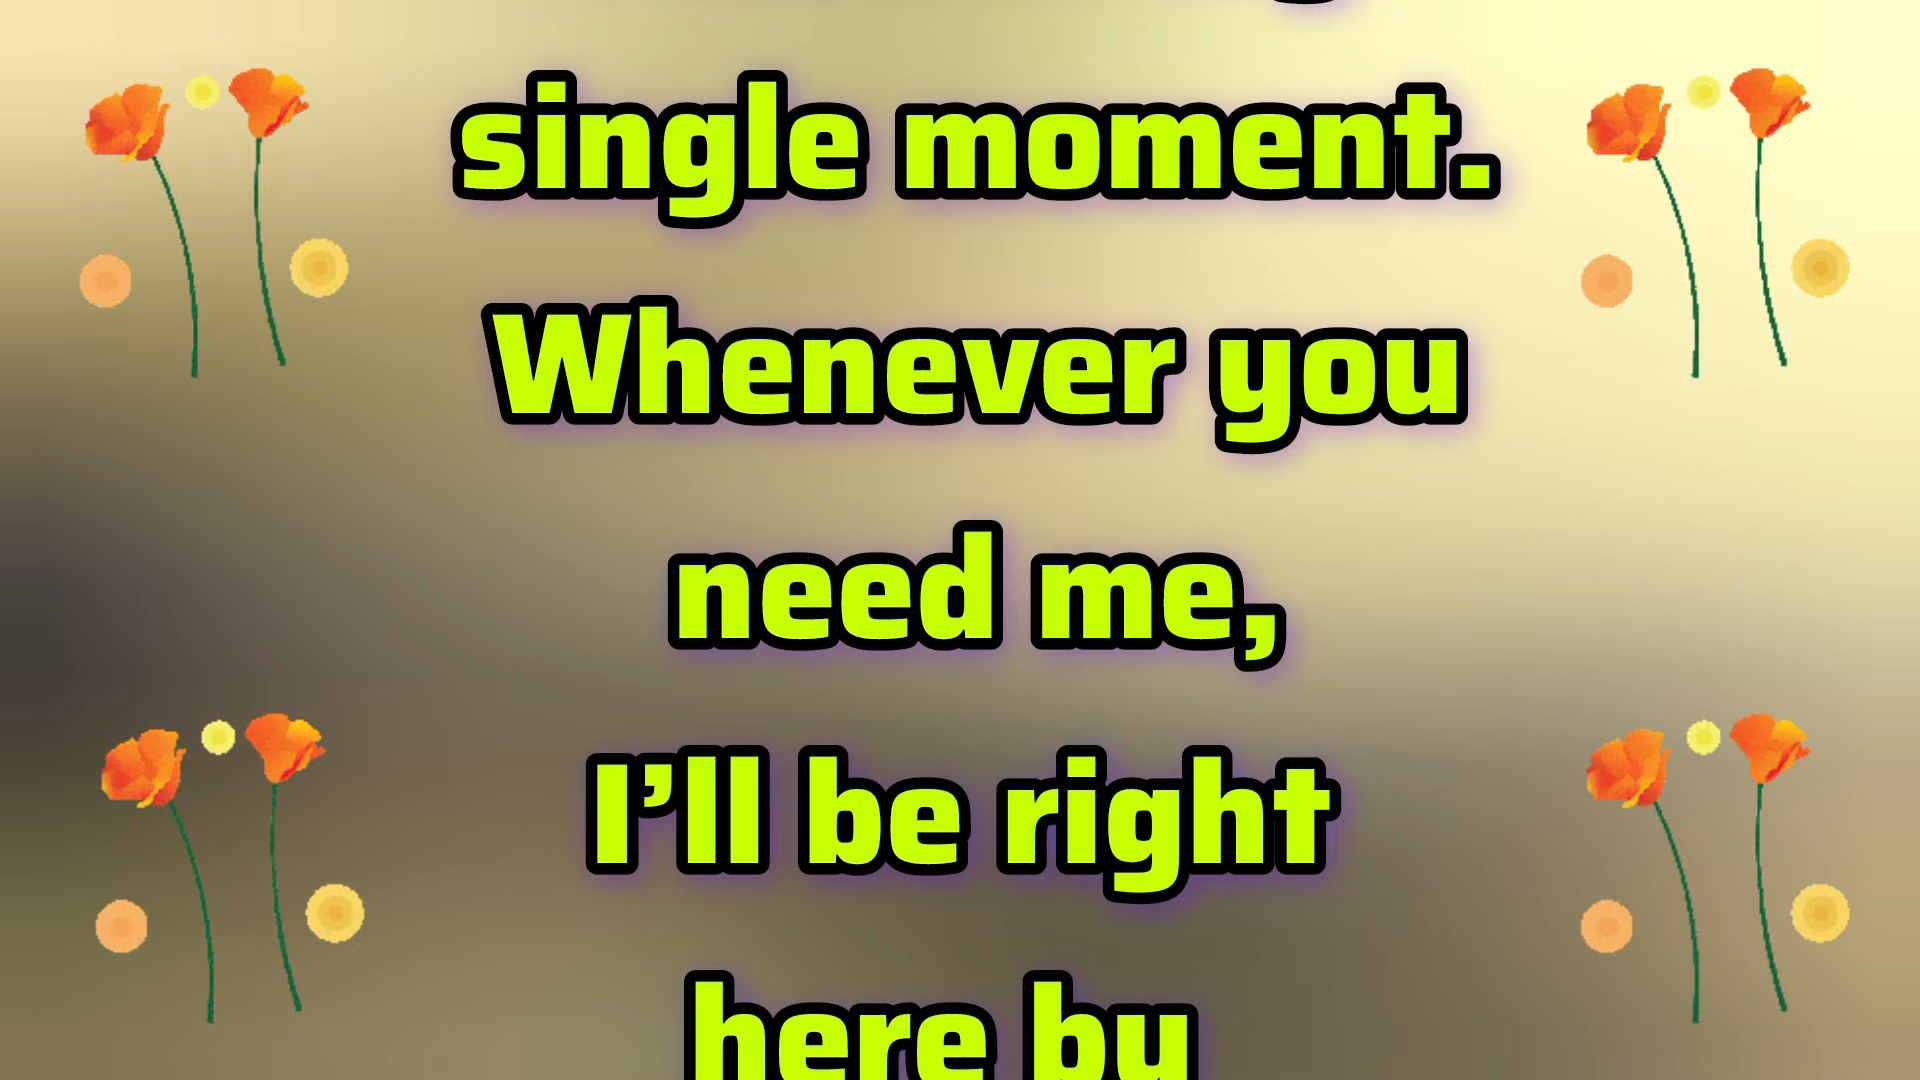 single moment.
Whenever you
need me,
I’ll be right
here by